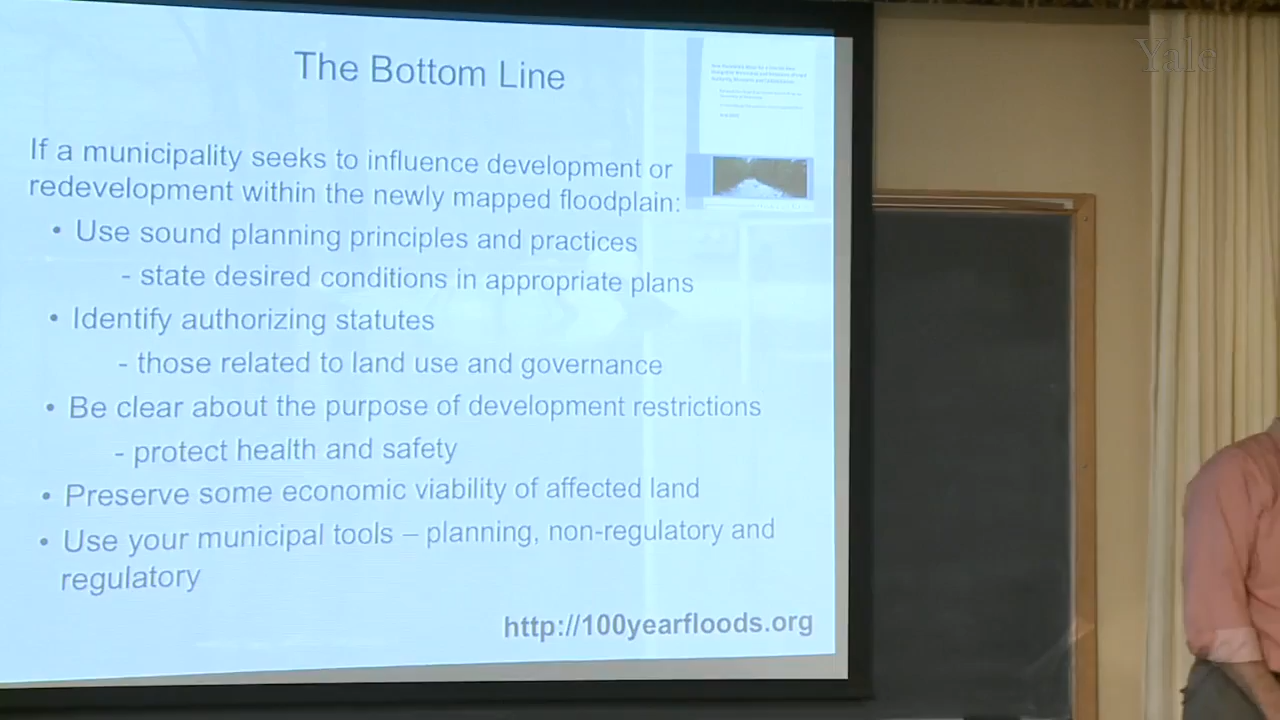 Yale
The Bottom Line
If a municipality seeks to influence development or
redevelopment within the newly mapped floodplain:
• Use sound planning principles and practices
- state desired conditions in appropriate plans
• Identify authorizing statutes
- those related to land use and governance
• Be clear about the purpose of development restrictions
- protect health and safety
• Preserve some economic viability of affected land
• Use your municipal tools – planning, non-regulatory and
regulatory
http://100yearfloods.org